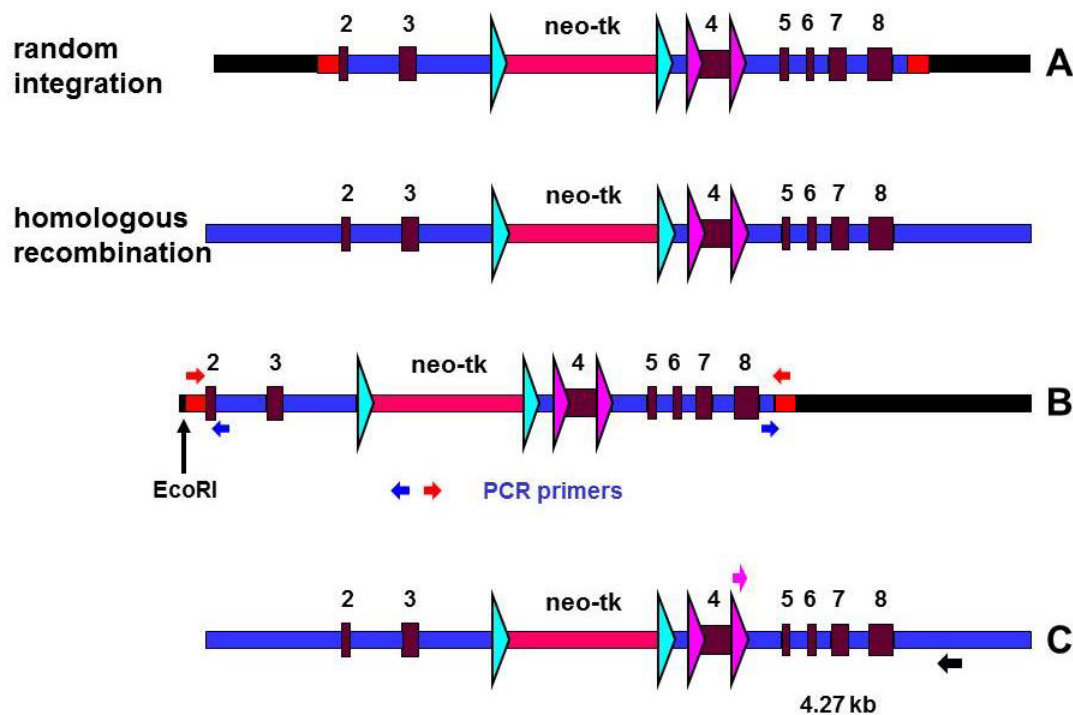 2 3 neo-tk 4 5 6 7 8
random
integration
A
2 3 neo-tk 4 5 6 7 8
homologous
recombination
2 3 neo-tk 4 5 6 7 8
B
EcoRI
PCR primers
2 3 neo-tk 4 5 6 7 8
C
4.27 kb